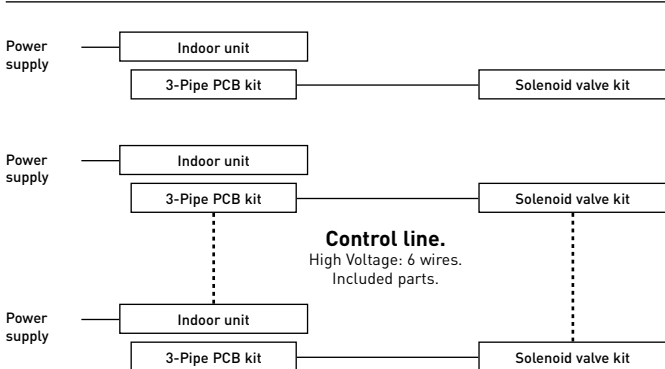 Power
supply
Indoor unit
3-Pipe PCB kit
Solenoid valve kit
Power
supply
Indoor unit
3-Pipe PCB kit
Solenoid valve kit
Control line.
High Voltage: 6 wires.
Included parts.
Power
supply
Indoor unit
3-Pipe PCB kit
Solenoid valve kit